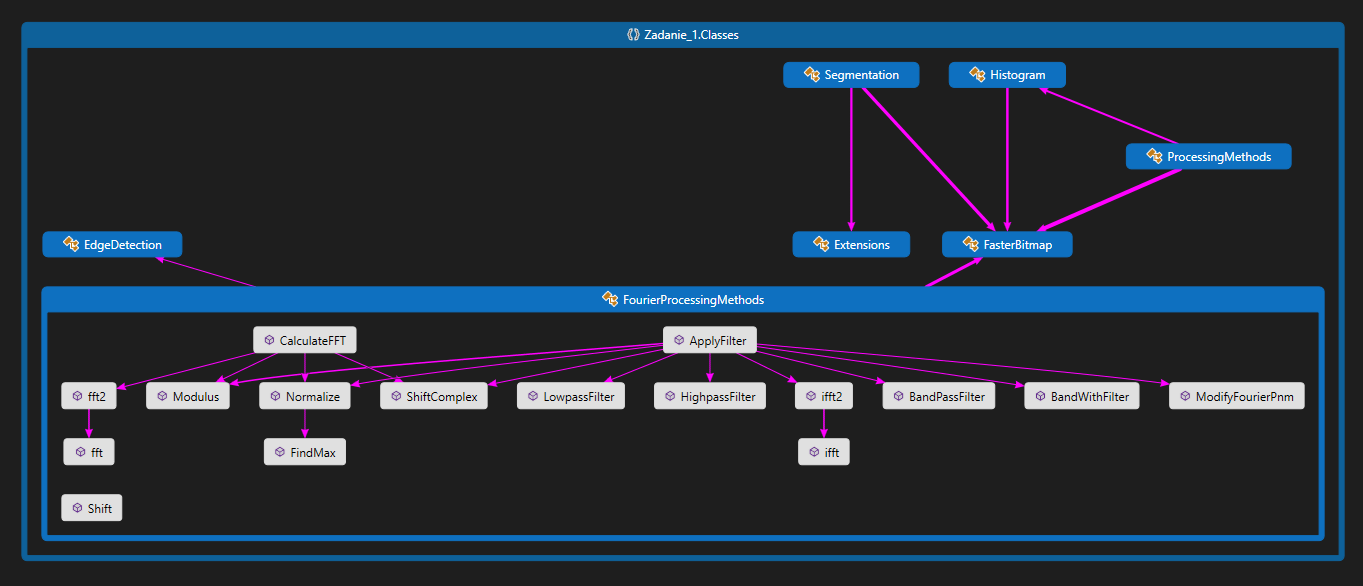 Zadanie_1.Classes
Segmentation
Histogram
ProcessingMethods
EdgeDetection
Extensions
FasterBitmap
FourierProcessingMethods
CalculateFFT
ApplyFilter
fft2
Modulus
Normalize
ShiftComplex
LowpassFilter
HighpassFilter
ifft2
BandPassFilter
BandWithFilter
ModifyFourierPnm
fft
FindMax
ifft
Shift